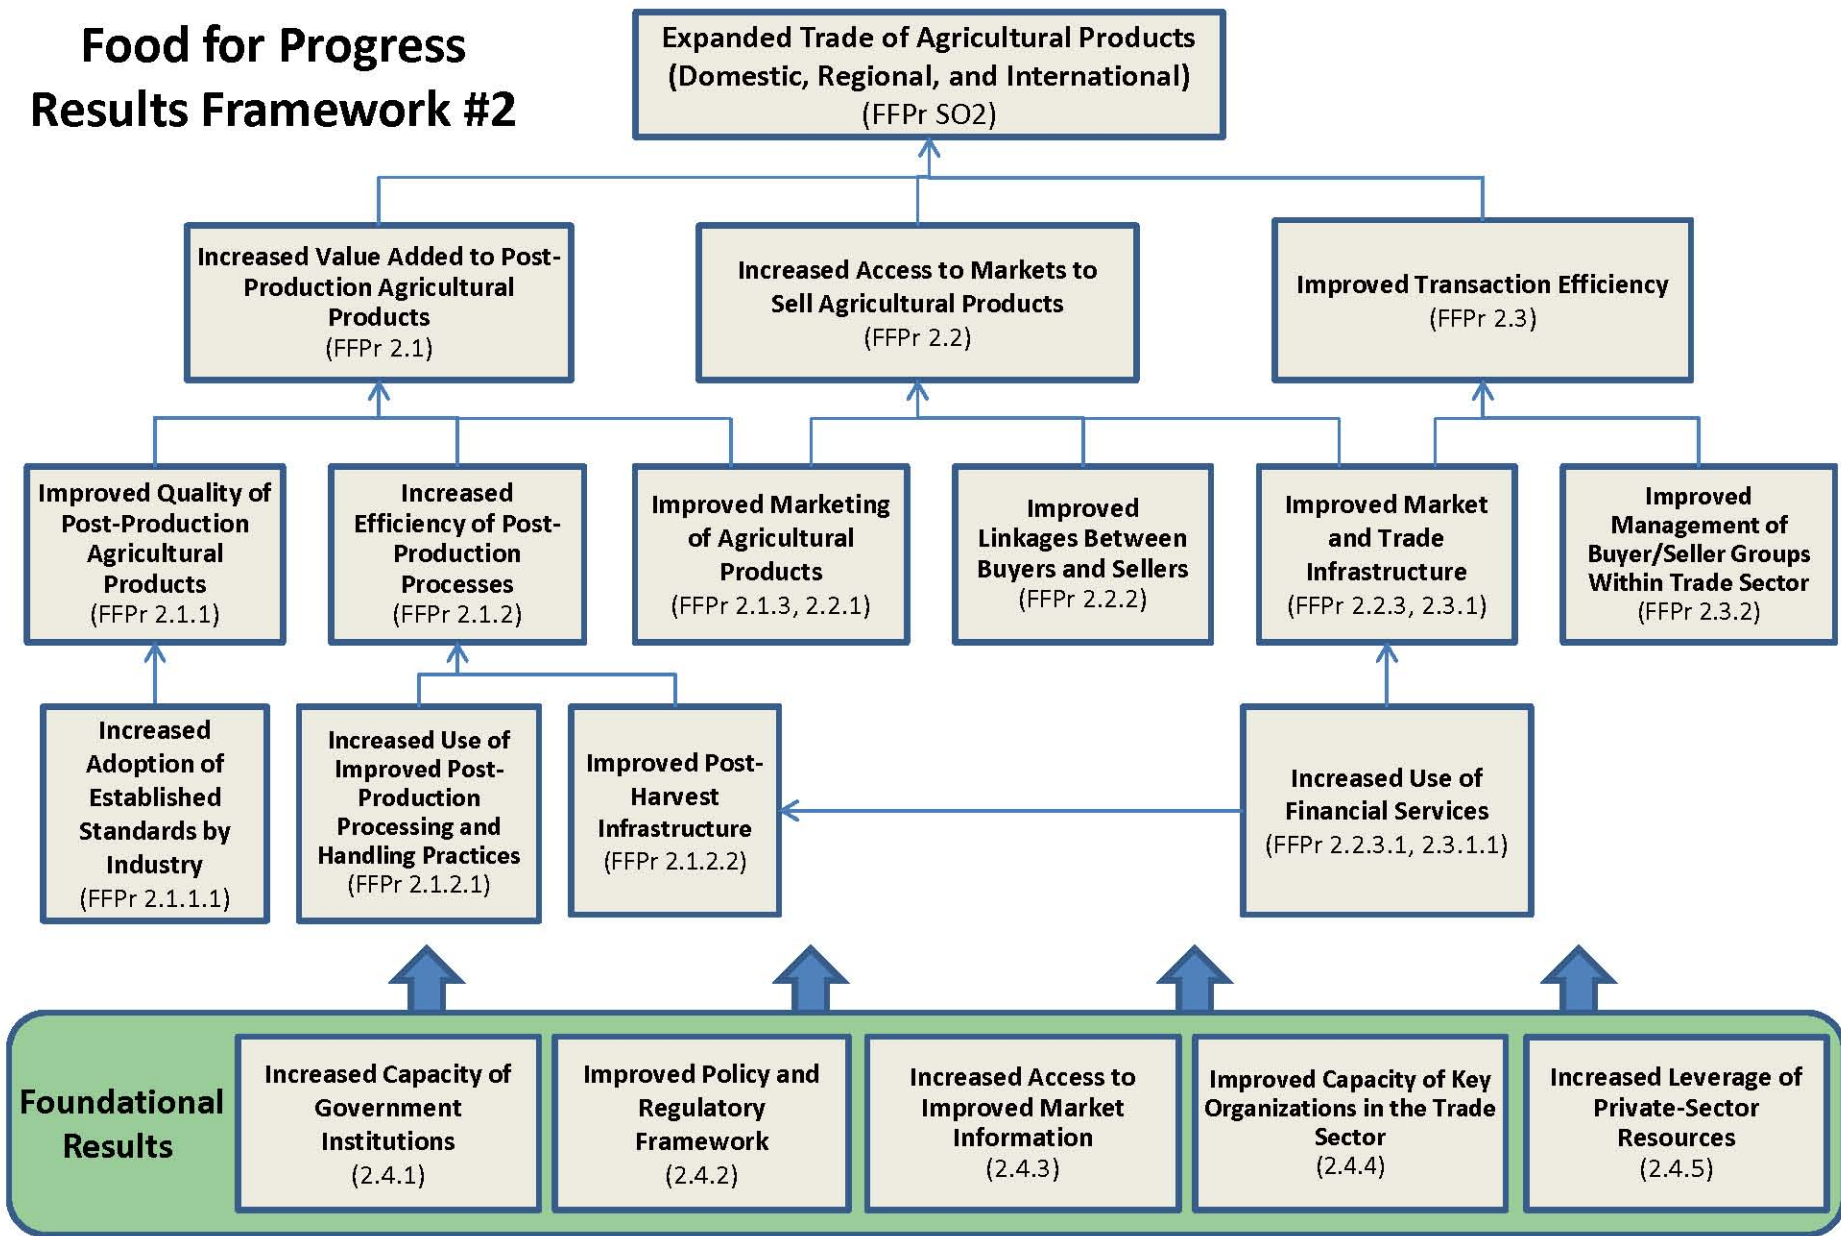 Food for Progress
Results Framework #2
Expanded Trade of Agricultural Products
(Domestic, Regional, and International)
(FFPr SO2)
Increased Value Added to Post-
Production Agricultural
Products
(FFPr 2.1)
Increased Access to Markets to
Sell Agricultural Products
(FFPr 2.2)
Improved Transaction Efficiency
(FFPr 2.3)
Improved Quality of
Post-Production
Agricultural
Products
(FFPr 2.1.1)
Increased
Efficiency of Post-
Production
Processes
(FFPr 2.1.2)
Improved Marketing
of Agricultural
Products
(FFPr 2.1.3, 2.2.1)
Improved
Linkages Between
Buyers and Sellers
(FFPr 2.2.2)
Improved Market
and Trade
Infrastructure
(FFPr 2.2.3, 2.3.1)
Improved
Management of
Buyer/Seller Groups
Within Trade Sector
(FFPr 2.3.2)
Increased
Adoption of
Established
Standards by
Industry
(FFPr 2.1.1.1)
Increased Use of
Improved Post-
Production
Processing and
Handling Practices
(FFPr 2.1.2.1)
Improved Post-
Harvest
Infrastructure
(FFPr 2.1.2.2)
Increased Use of
Financial Services
(FFPr 2.2.3.1, 2.3.1.1)
Foundational
Results
Increased Capacity of
Government
Institutions
(2.4.1)
Improved Policy and
Regulatory
Framework
(2.4.2)
Increased Access to
Improved Market
Information
(2.4.3)
Improved Capacity of Key
Organizations in the Trade
Sector
(2.4.4)
Increased Leverage of
Private-Sector
Resources
(2.4.5)